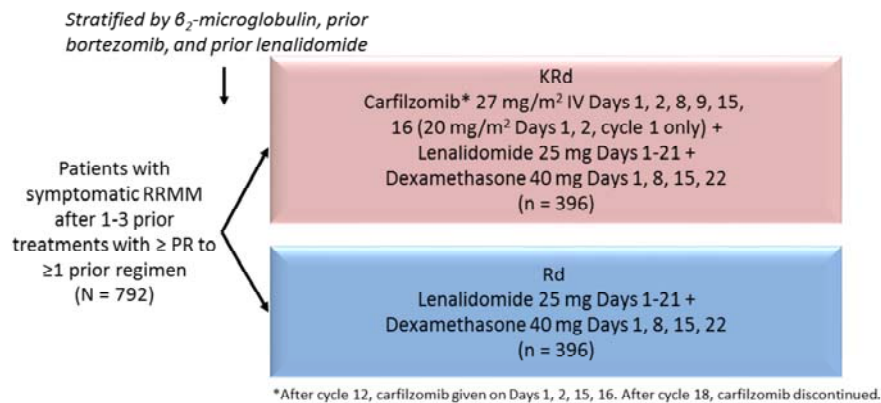 Stratified by β₂-microglobulin, prior
bortezomib, and prior lenalidomide
Patients with
symptomatic RRMM
after 1-3 prior
treatments with ≥ PR to
≥1 prior regimen
(N = 792)
KRd
Carfilzomib* 27 mg/m² IV Days 1, 2, 8, 9, 15,
16 (20 mg/m² Days 1, 2, cycle 1 only) +
Lenalidomide 25 mg Days 1-21 +
Dexamethasone 40 mg Days 1, 8, 15, 22
(n = 396)
Rd
Lenalidomide 25 mg Days 1-21 +
Dexamethasone 40 mg Days 1, 8, 15, 22
(n = 396)
*After cycle 12, carfilzomib given on Days 1, 2, 15, 16. After cycle 18, carfilzomib discontinued.